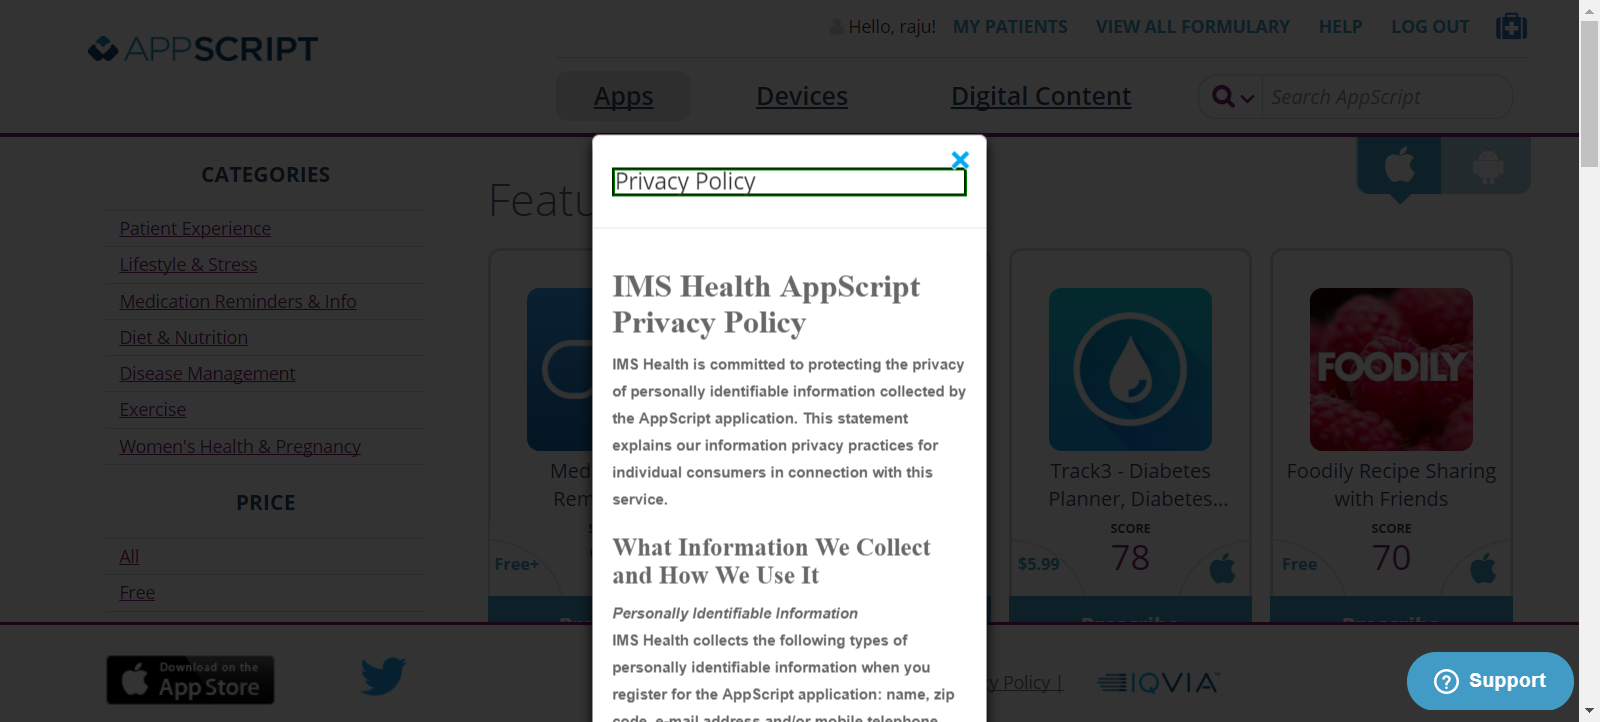 APPSCRIPT
Hello, raju! MY PATIENTS VIEW ALL FORMULARY HELP LOG OUT
Apps Devices Digital Content Search AppScript
CATEGORIES
Patient Experience
Lifestyle & Stress
Medication Reminders & Info
Diet & Nutrition
Disease Management
Exercise
Women's Health & Pregnancy
PRICE
All
Free
Privacy Policy
IMS Health AppScript
Privacy Policy
IMS Health is committed to protecting the privacy
of personally identifiable information collected by
the AppScript application. This statement
explains our information privacy practices for
individual consumers in connection with this
service.
What Information We Collect
and How We Use It
Personally Identifiable Information
IMS Health collects the following types of
personally identifiable information when you
register for the AppScript application: name, zip
code, e-mail address and/or mobile telephone
Featu
Med
Rem
Free+
Track3 - Diabetes
Planner, Diabetes...
SCORE
$5.99 78
Prescribe
FOODILY
Foodily Recipe Sharing
with Friends
SCORE
Free 70
Prescribe
Download on the
App Store
y Policy |
IQVIA
Support